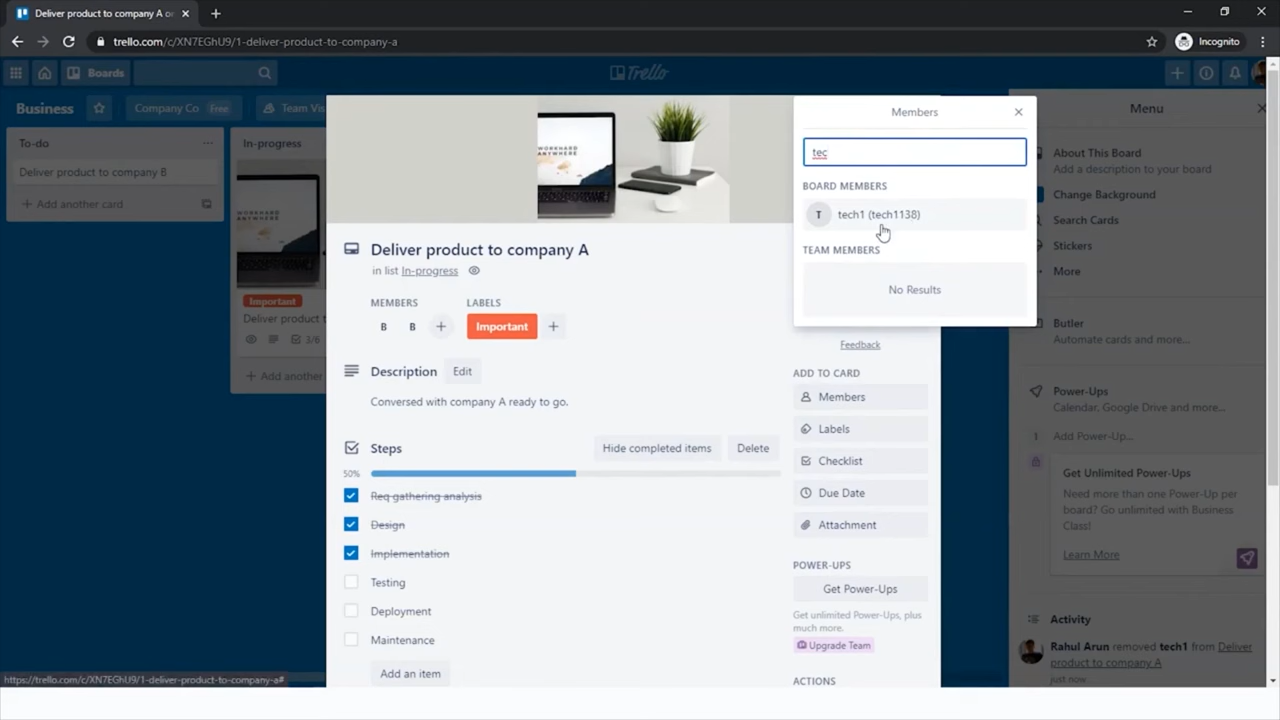 Deliver product to company A or
trello.com/c/XN7EGhU9/1-deliver-product-to-company-a
Incognito
Boards
Trello
Business
Company Co Free
Team Vis
To-do
Deliver product to company B
Add another card
In-progress
WORKHARD
ANYWHERE
Important
Deliver product t
3/6
Add another
WORKHARD
ANYWHERE
Deliver product to company A
in list In-progress
MEMBERS
B B
LABELS
Important
Description
Edit
Conversed with company A ready to go.
Steps
Hide completed items
Delete
50%
Req gathering analysis
Design
Implementation
Testing
Deployment
Maintenance
Add an item
Members
tec
BOARD MEMBERS
T tech1 (tech1138)
TEAM MEMBERS
No Results
Feedback
ADD TO CARD
Members
Labels
Checklist
Due Date
Attachment
POWER-UPS
Get Power-Ups
Get unlimited Power-Ups, plus
much more.
Upgrade Team
ACTIONS
Menu
About This Board
Add a description to your board
Change Background
Search Cards
Stickers
More
Butler
Automate cards and more...
Power-Ups
Calendar, Google Drive and more...
1 Add Power-Up...
Get Unlimited Power-Ups
Need more than one Power-Up per
board? Go unlimited with Business
Class!
Learn More
Activity
Rahul Arun removed tech1 from Deliver
product to company A
just now
https://trello.com/c/XN7EGhU9/1-deliver-product-to-company-a#